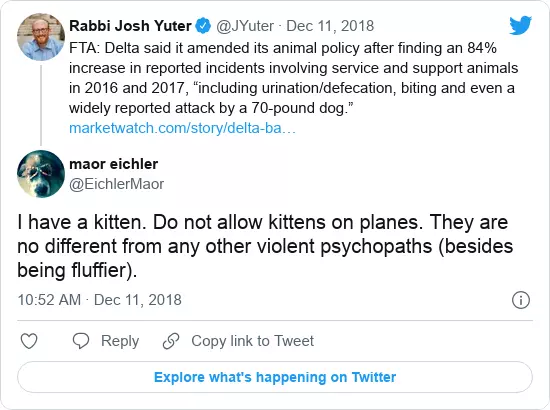 Rabbi Josh Yuter @JYuter · Dec 11, 2018
FTA: Delta said it amended its animal policy after finding an 84%
increase in reported incidents involving service and support animals
in 2016 and 2017, “including urination/defecation, biting and even a
widely reported attack by a 70-pound dog.”
marketwatch.com/story/delta-ba…
maor eichler
@EichlerMaor
I have a kitten. Do not allow kittens on planes. They are
no different from any other violent psychopaths (besides
being fluffier).
10:52 AM · Dec 11, 2018
Reply Copy link to Tweet
Explore what's happening on Twitter